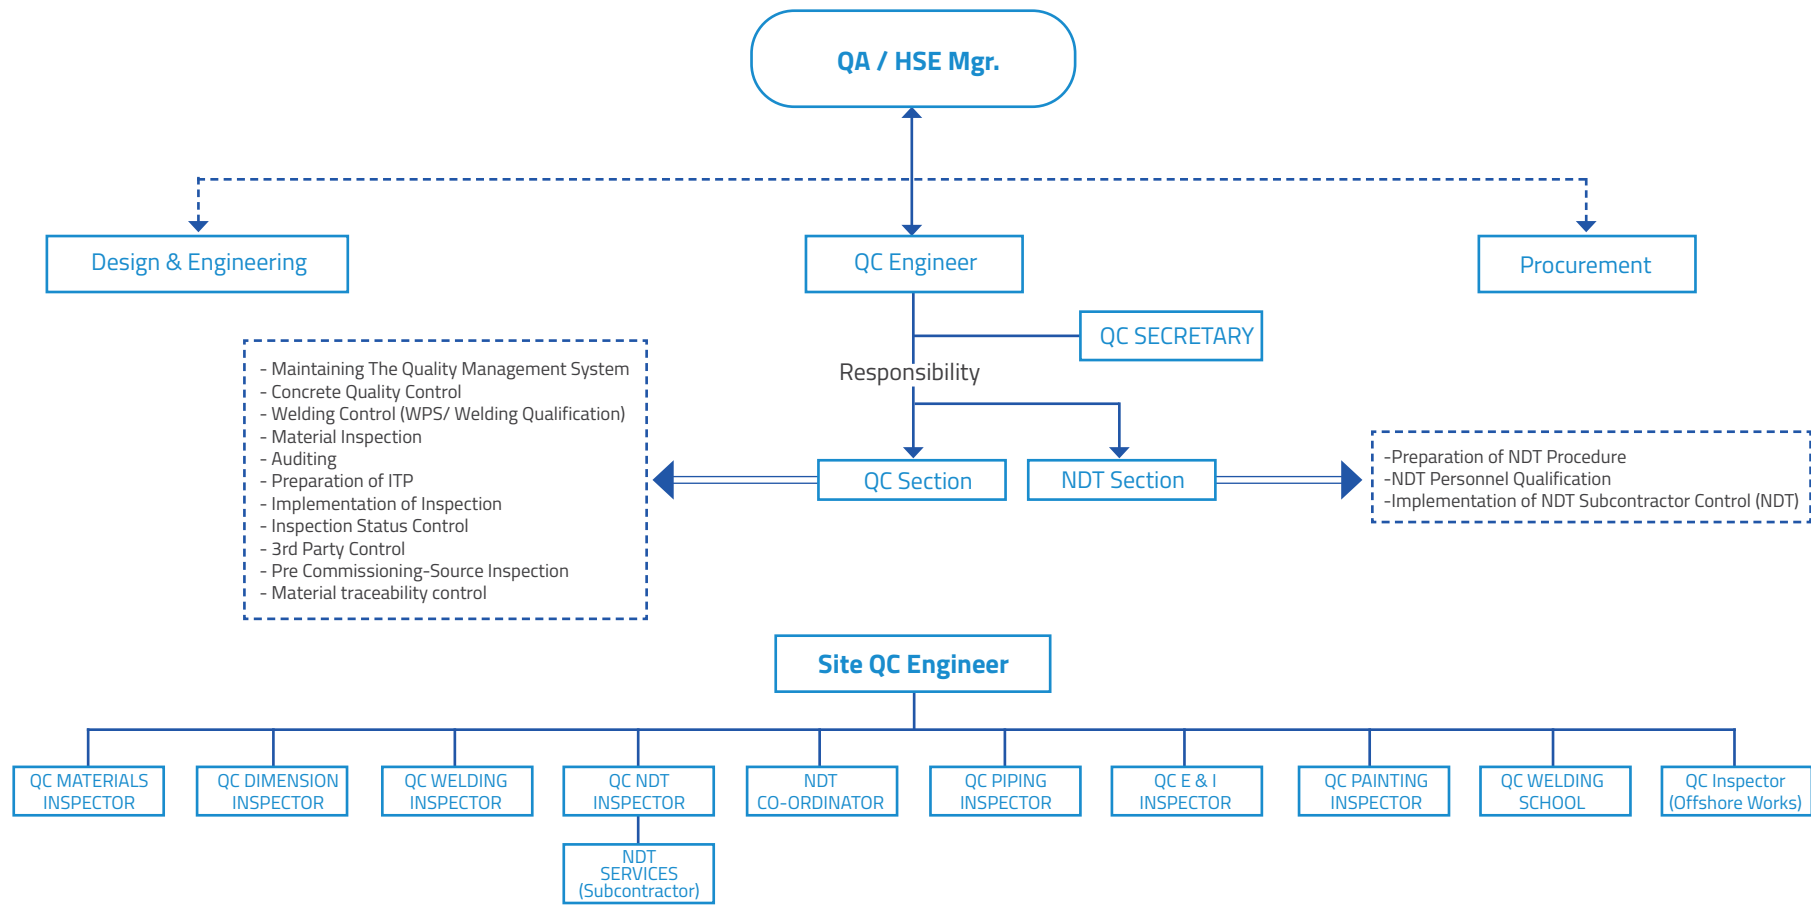 QA / HSE Mgr.
Design & Engineering
QC Engineer
Procurement
QC SECRETARY
Responsibility
- Maintaining The Quality Management System
- Concrete Quality Control
- Welding Control (WPS/ Welding Qualification)
- Material Inspection
- Auditing
- Preparation of ITP
- Implementation of Inspection
- Inspection Status Control
- 3rd Party Control
- Pre Commissioning-Source Inspection
- Material traceability control
QC Section
NDT Section
-Preparation of NDT Procedure
-NDT Personnel Qualification
-Implementation of NDT Subcontractor Control (NDT)
Site QC Engineer
QC MATERIALS
INSPECTOR
QC DIMENSION
INSPECTOR
QC WELDING
INSPECTOR
QC NDT
INSPECTOR
NDT
CO-ORDINATOR
QC PIPING
INSPECTOR
QC E & I
INSPECTOR
QC PAINTING
INSPECTOR
QC WELDING
SCHOOL
QC Inspector
(Offshore Works)
NDT
SERVICES
(Subcontractor)